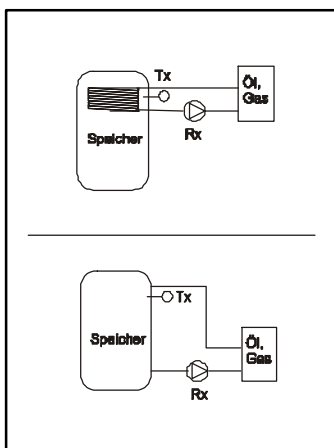 Tx
Öl,
Gas
Speicher
Rx
Tx
Speicher
Öl,
Gas
Rx